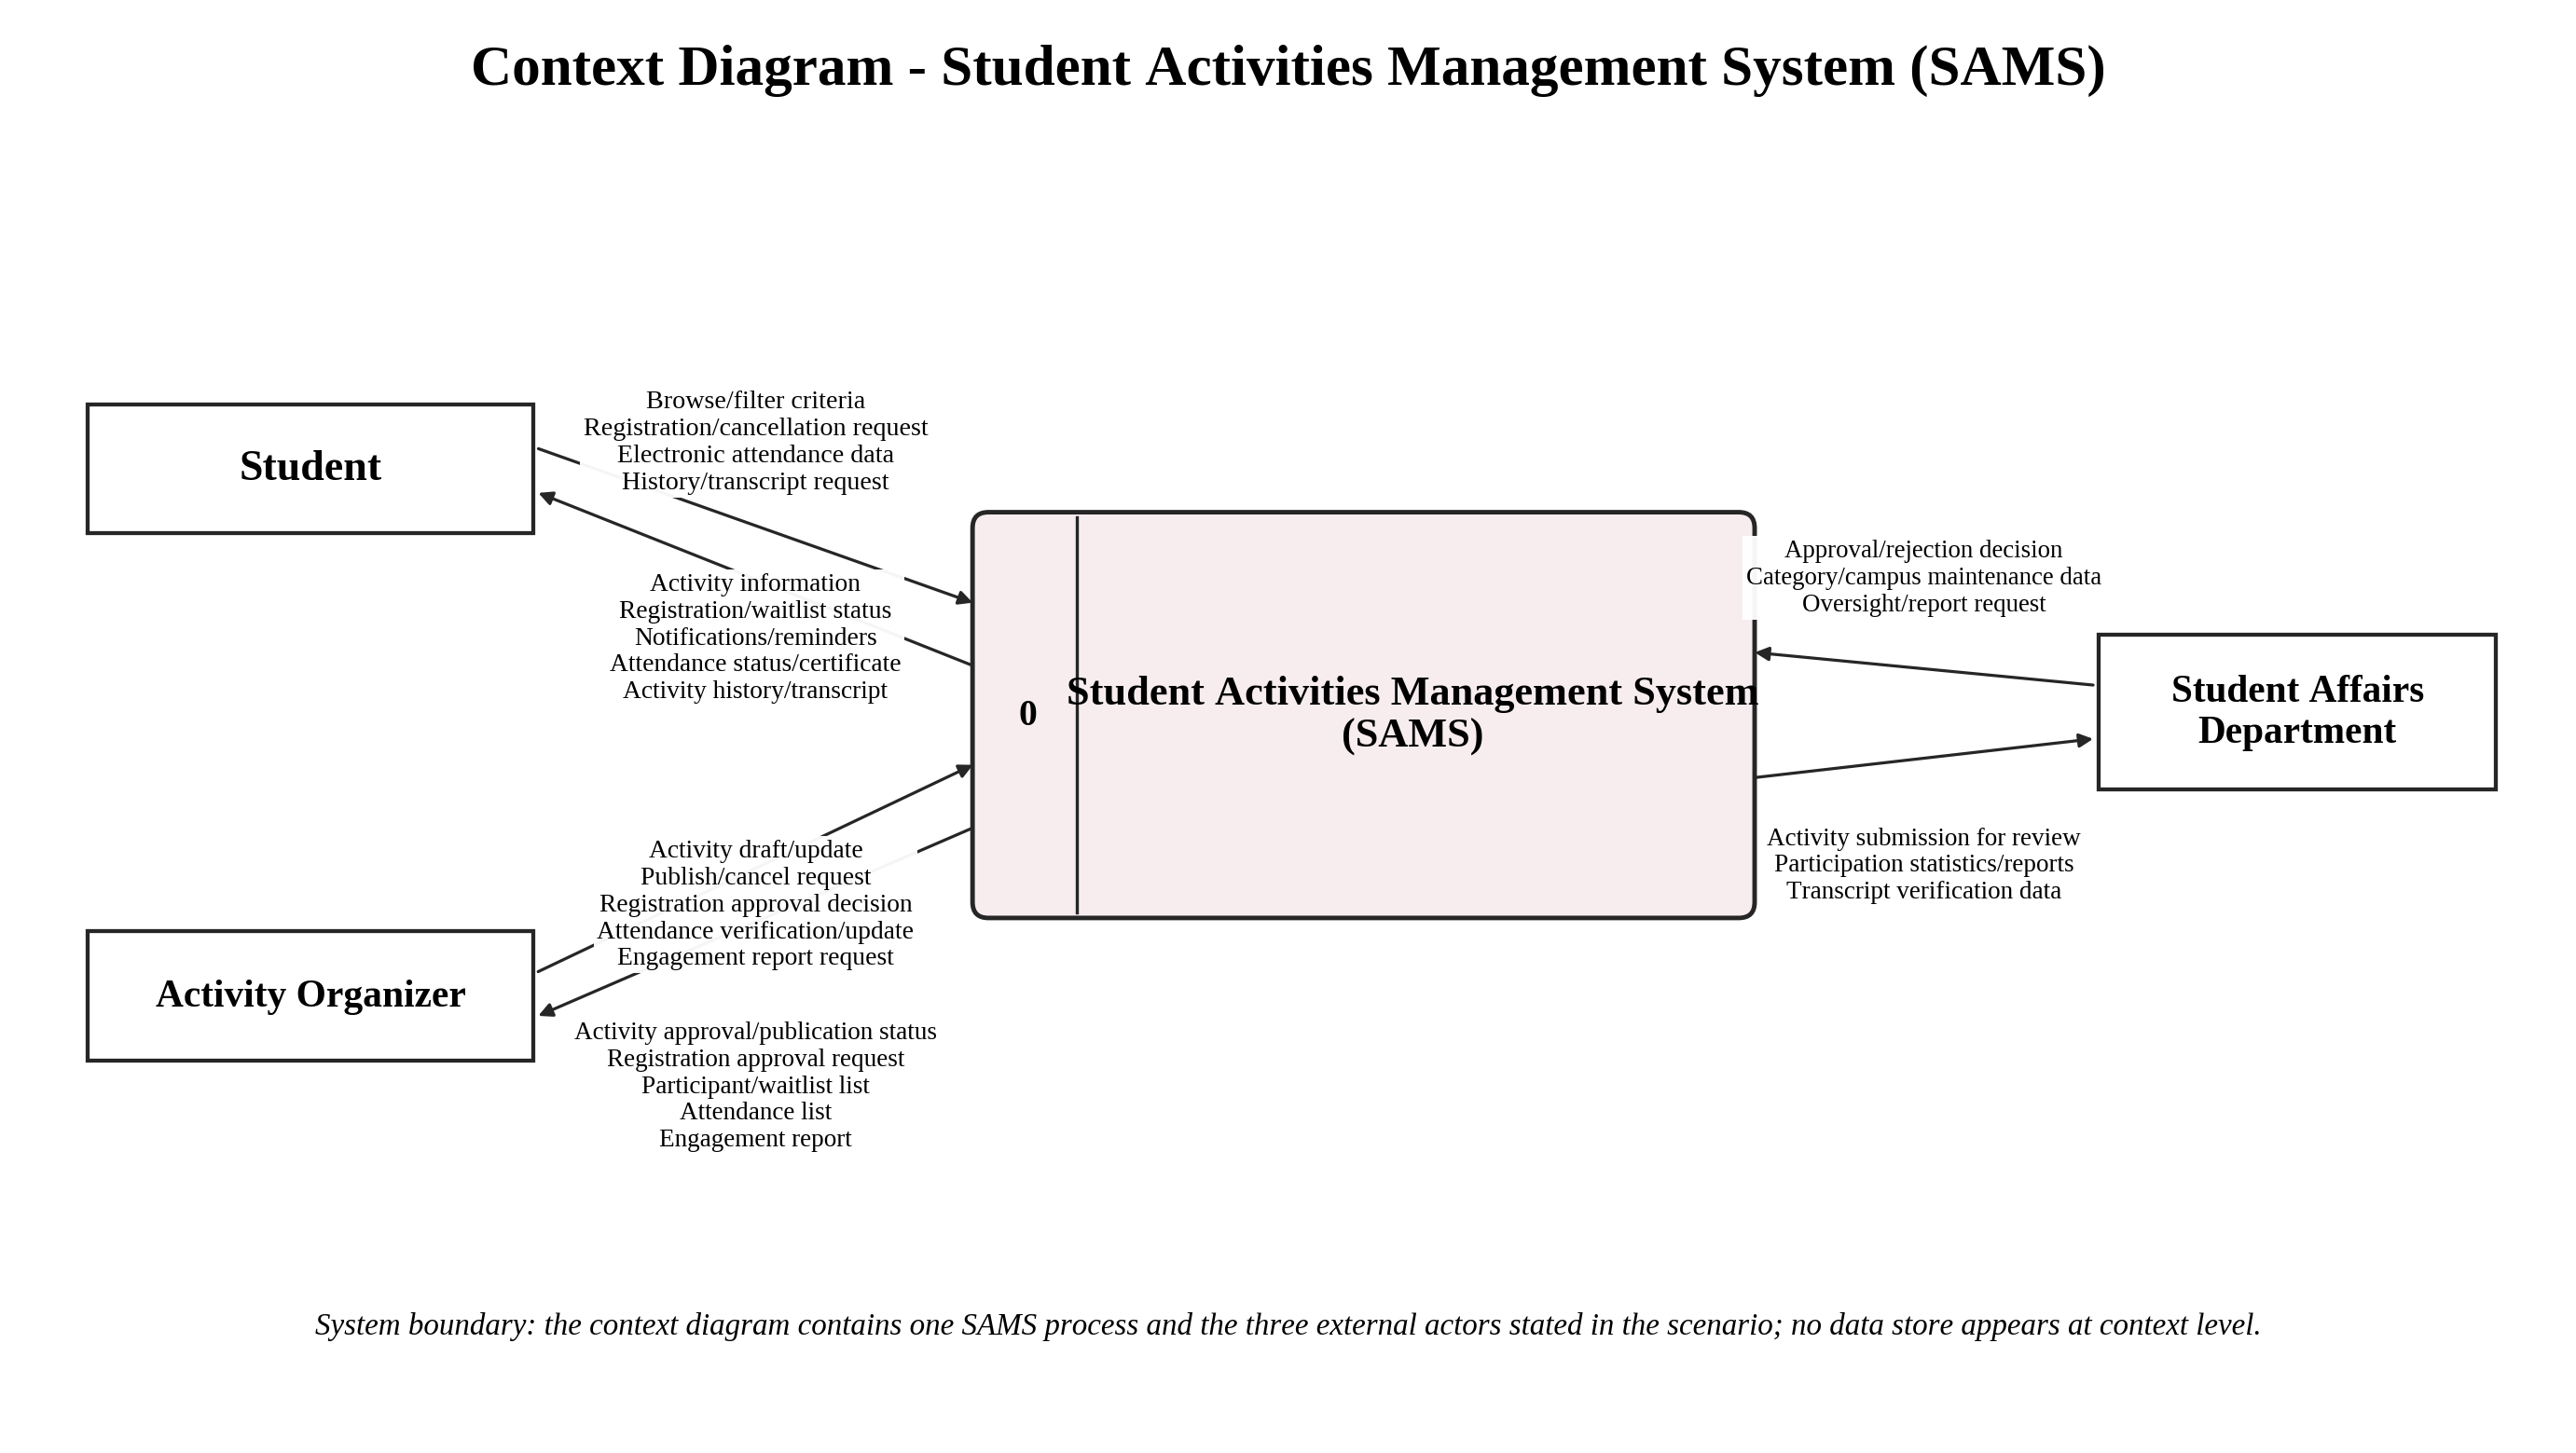 Context Diagram - Student Activities Management System (SAMS)
Browse/filter criteria
Registration/cancellation request
Electronic attendance data
History/transcript request
Student
Activity information
Registration/waitlist status
Notifications/reminders
Attendance status/certificate
Activity history/transcript
0
Student Activities Management System
(SAMS)
Approval/rejection decision
Category/campus maintenance data
Oversight/report request
Student Affairs
Department
Activity submission for review
Participation statistics/reports
Transcript verification data
Activity draft/update
Publish/cancel request
Registration approval decision
Attendance verification/update
Engagement report request
Activity Organizer
Activity approval/publication status
Registration approval request
Participant/waitlist list
Attendance list
Engagement report
System boundary: the context diagram contains one SAMS process and the three external actors stated in the scenario; no data store appears at context level.